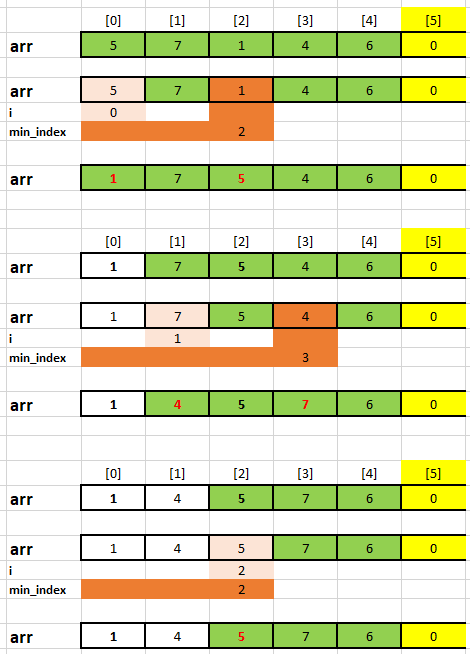 [0] [1] [2] [3] [4] [5]
arr 5 7 1 4 6 0
arr 5 7 1 4 6 0
i 0
min_index 2
arr 1 7 5 4 6 0
[0] [1] [2] [3] [4] [5]
arr 1 7 5 4 6 0
arr 1 7 5 4 6 0
i 1
min_index 3
arr 1 4 5 7 6 0
[0] [1] [2] [3] [4] [5]
arr 1 4 5 7 6 0
arr 1 4 5 7 6 0
i 2
min_index 2
arr 1 4 5 7 6 0